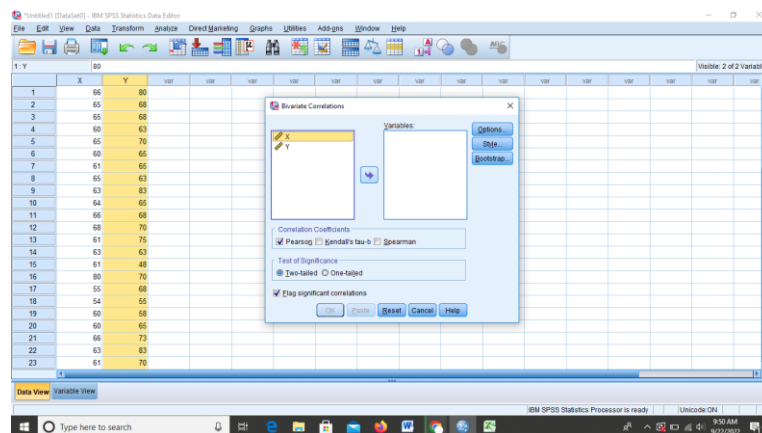 *Untitled1 [DataSet0] - IBM SPSS Statistics Data Editor
File Edit View Data Transform Analyze Direct Marketing Graphs Utilities Add-ons Window Help
1 : Y 80 Visible: 2 of 2 Variabl
X Y var var var var var var var var var var var var var
1 66 80
2 65 68
3 65 68
4 60 63
5 65 70
6 60 65
7 61 65
8 65 63
9 63 83
10 64 65
11 66 68
12 68 70
13 61 75
14 63 63
15 61 48
16 80 70
17 55 68
18 54 55
19 60 58
20 60 65
21 66 73
22 63 83
23 61 70
Bivariate Correlations
Variables:
X
Y
Options...
Style...
Bootstrap...
Correlation Coefficients
Pearson Kendall's tau-b Spearman
Test of Significance
Two-tailed One-tailed
Flag significant correlations
OK Paste Reset Cancel Help
Data View Variable View
IBM SPSS Statistics Processor is ready Unicode:ON
Type here to search
9:50 AM
9/22/2022